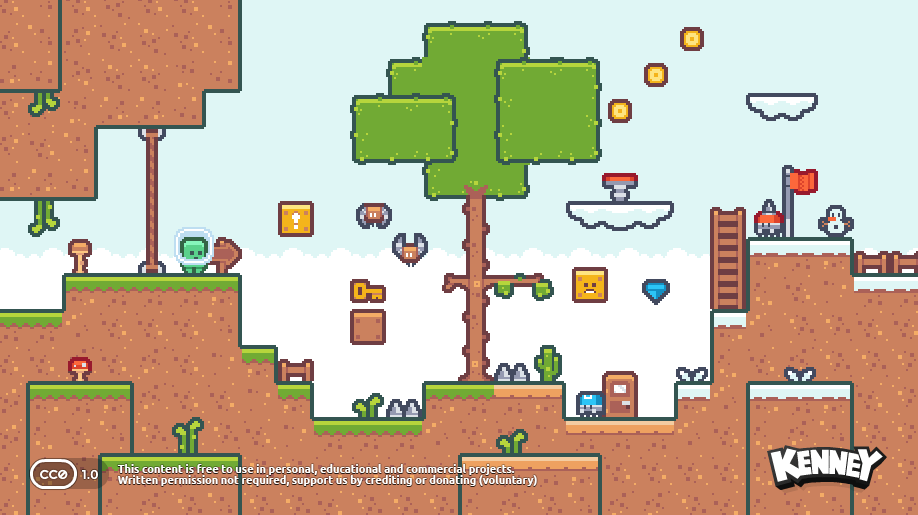 CC0 1.0
This content is free to use in personal, educational and commercial projects.
Written permission not required, support us by crediting or donating (voluntary)
KENNEY